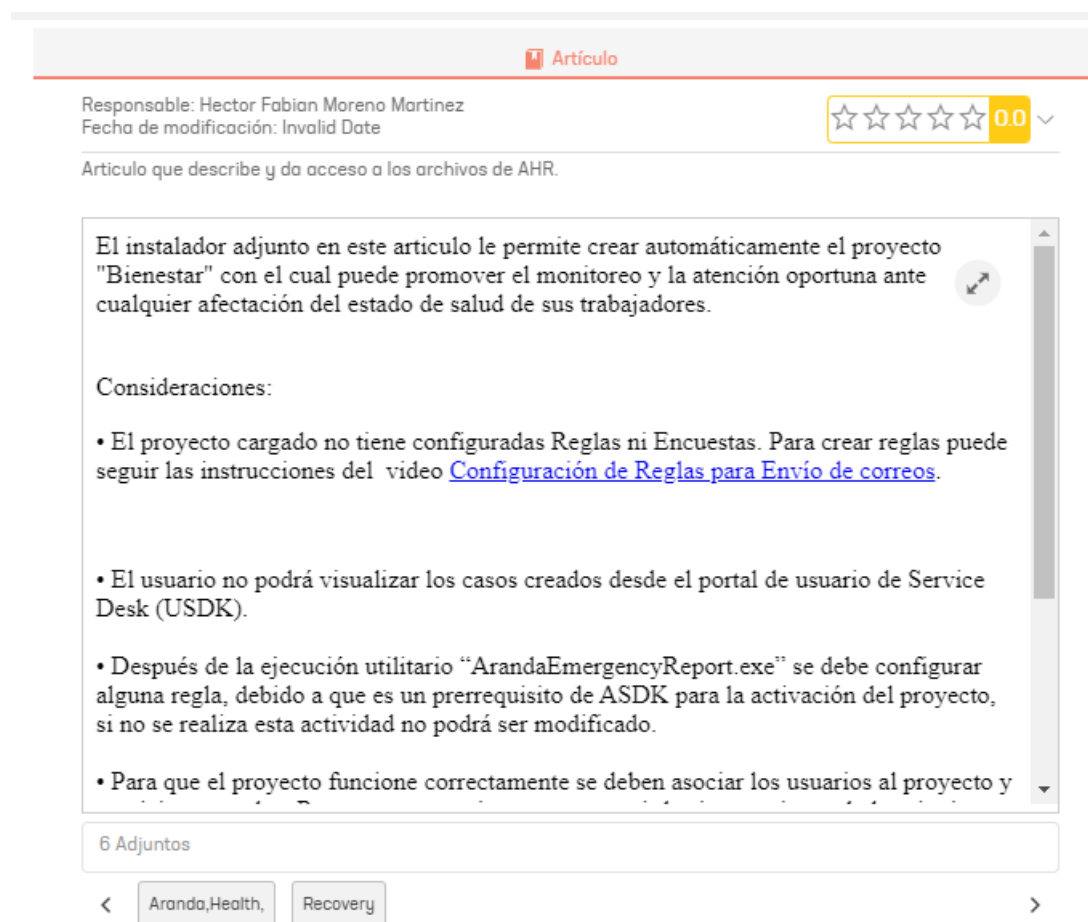 Artículo
Responsable: Hector Fabian Moreno Martinez
0.0
Fecha de modificación: Invalid Date
Articulo que describe y da acceso a los archivos de AHR.
El instalador adjunto en este articulo le permite crear automáticamente el proyecto
"Bienestar" con el cual puede promover el monitoreo y la atención oportuna ante
cualquier afectación del estado de salud de sus trabajadores.
Consideraciones:
• El proyecto cargado no tiene configuradas Reglas ni Encuestas. Para crear reglas puede
seguir las instrucciones del video Configuración de Reglas para Envío de correos.
• El usuario no podrá visualizar los casos creados desde el portal de usuario de Service
Desk (USDK).
• Después de la ejecución utilitario “ArandaEmergencyReport.exe” se debe configurar
alguna regla, debido a que es un prerrequisito de ASDK para la activación del proyecto,
si no se realiza esta actividad no podrá ser modificado.
• Para que el proyecto funcione correctamente se deben asociar los usuarios al proyecto y
6 Adjuntos
Aranda,Health,
Recovery